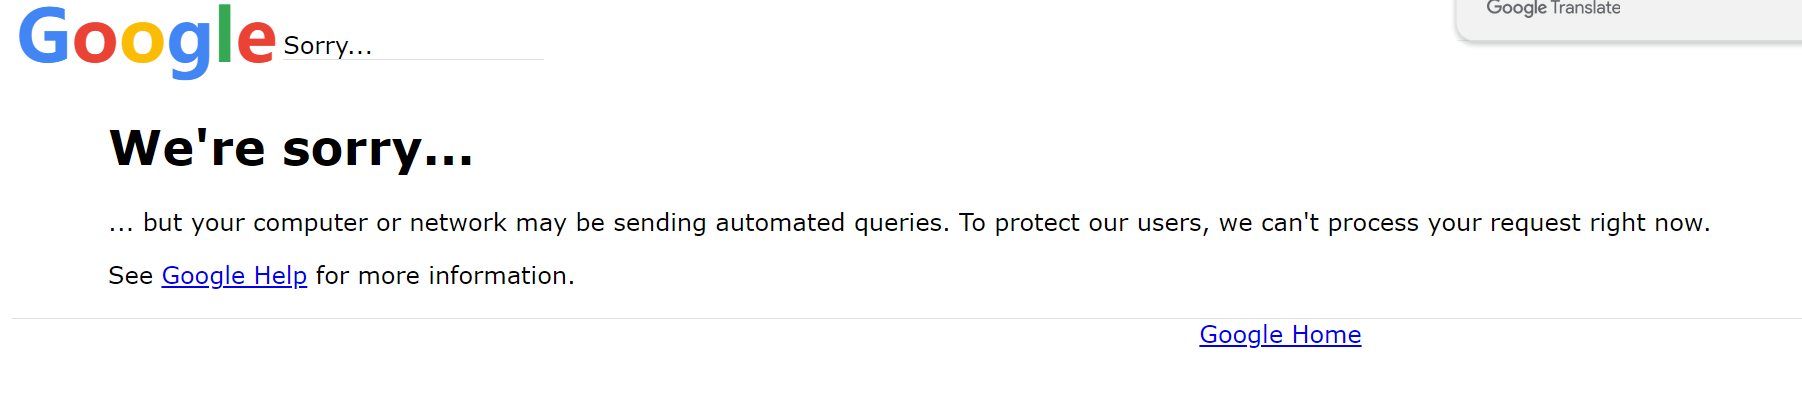 Google Sorry...
Google Translate
We're sorry...
... but your computer or network may be sending automated queries. To protect our users, we can't process your request right now.
See Google Help for more information.
Google Home